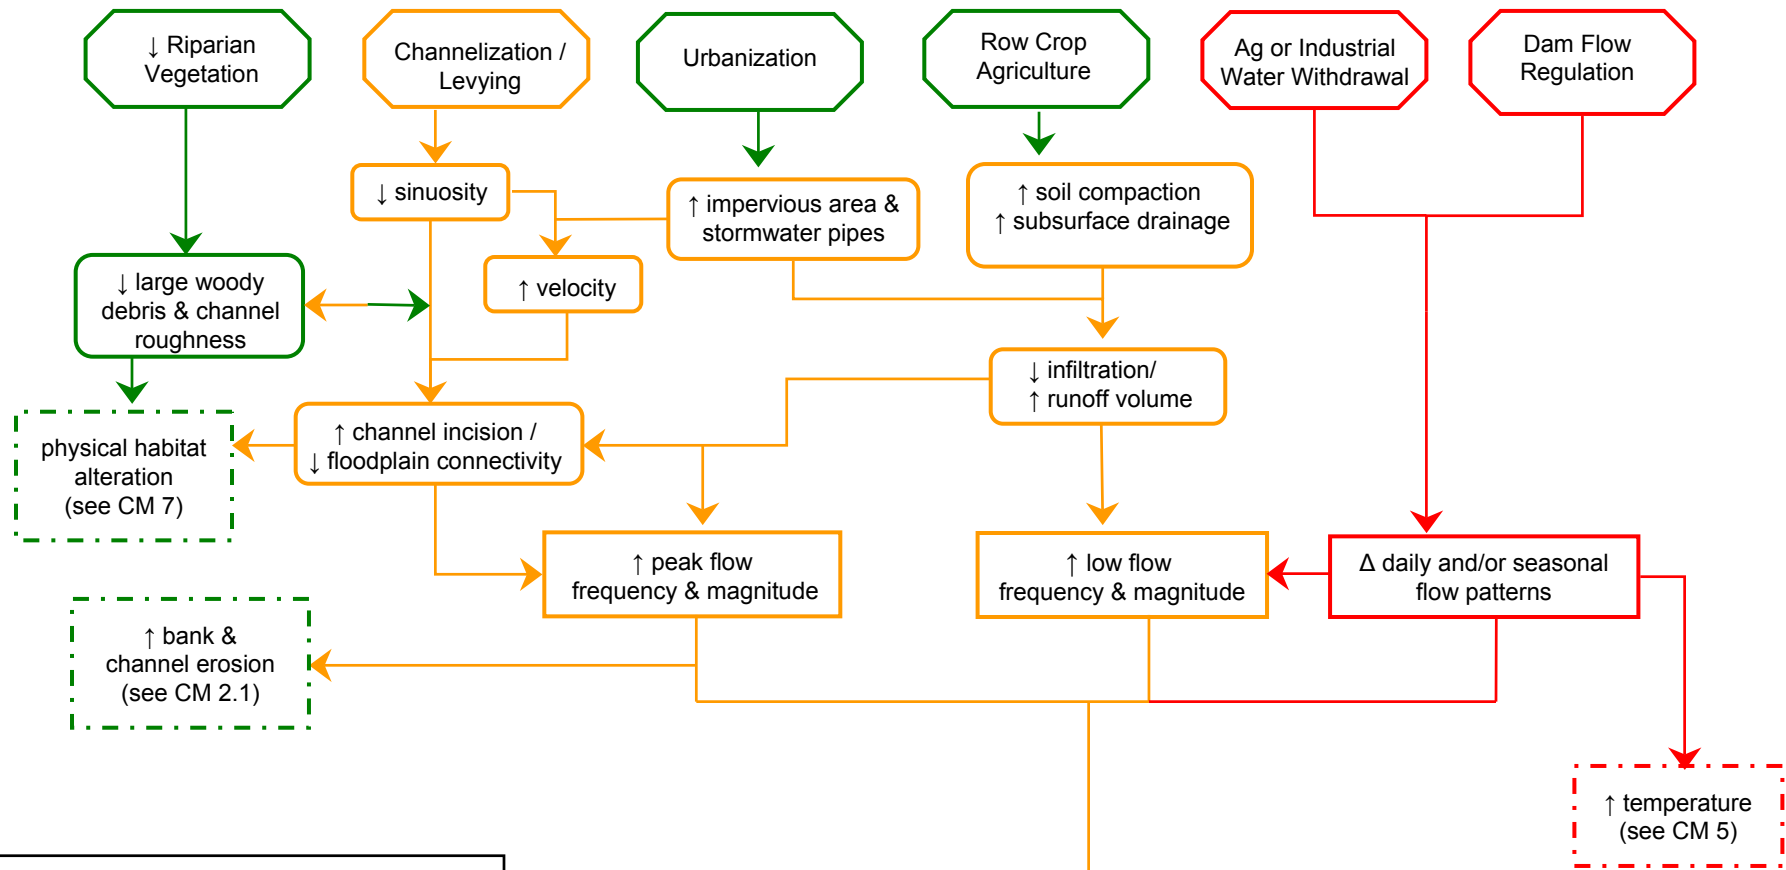 ↓ Riparian
Vegetation
Channelization /
Levying
Urbanization
Row Crop
Agriculture
Ag or Industrial
Water Withdrawal
Dam Flow
Regulation
↓ sinuosity
↑ impervious area &
stormwater pipes
↑ soil compaction
↑ subsurface drainage
↓ large woody
debris & channel
roughness
↑ velocity
↓ infiltration/
↑ runoff volume
physical habitat
alteration
(see CM 7)
↑ channel incision /
↓ floodplain connectivity
↑ peak flow
frequency & magnitude
↑ low flow
frequency & magnitude
Δ daily and/or seasonal
flow patterns
↑ bank &
channel erosion
(see CM 2.1)
↑ temperature
(see CM 5)